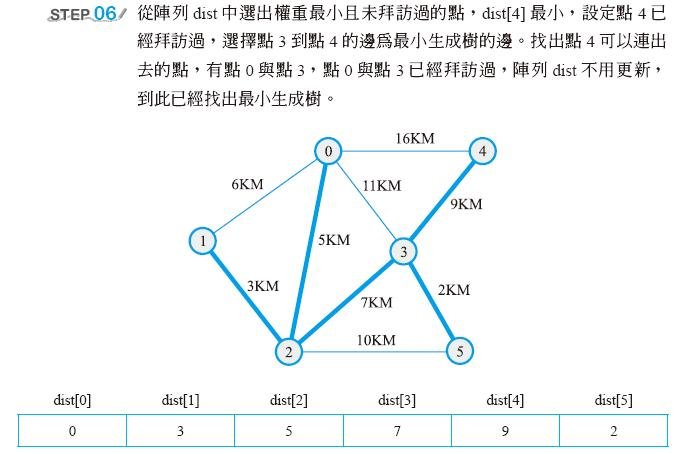 STEP 06 從陣列 dist 中選出權重最小且未拜訪過的點,dist[4] 最小,設定點 4 已
經拜訪過,選擇點 3 到點 4 的邊為最小生成樹的邊。找出點 4 可以連出
去的點,有點 0 與點 3,點 0 與點 3 已經拜訪過,陣列 dist 不用更新,
到此已經找出最小生成樹。
16KM
0
4
6KM
11KM
9KM
1
5KM
3
3KM
2KM
7KM
10KM
2
5
dist[0] dist[1] dist[2] dist[3] dist[4] dist[5]
0 3 5 7 9 2